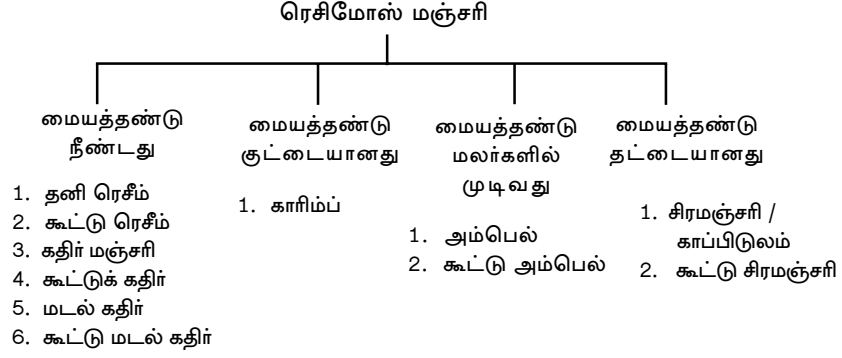 ரெசிமோஸ் மஞ்சரி
மையத்தண்டு
நீண்டது
1. தனி ரெசீம்
2. கூட்டு ரெசீம்
3. கதிர் மஞ்சரி
4. கூட்டுக் கதிர்
5. மடல் கதிர்
6. கூட்டு மடல் கதிர்
மையத்தண்டு
குட்டையானது
1. காரிம்ப்
மையத்தண்டு
மலர்களில்
முடிவது
1. அம்பெல்
2. கூட்டு அம்பெல்
மையத்தண்டு
தட்டையானது
1. சிரமஞ்சரி /
காப்பிடுலம்
2. கூட்டு சிரமஞ்சரி